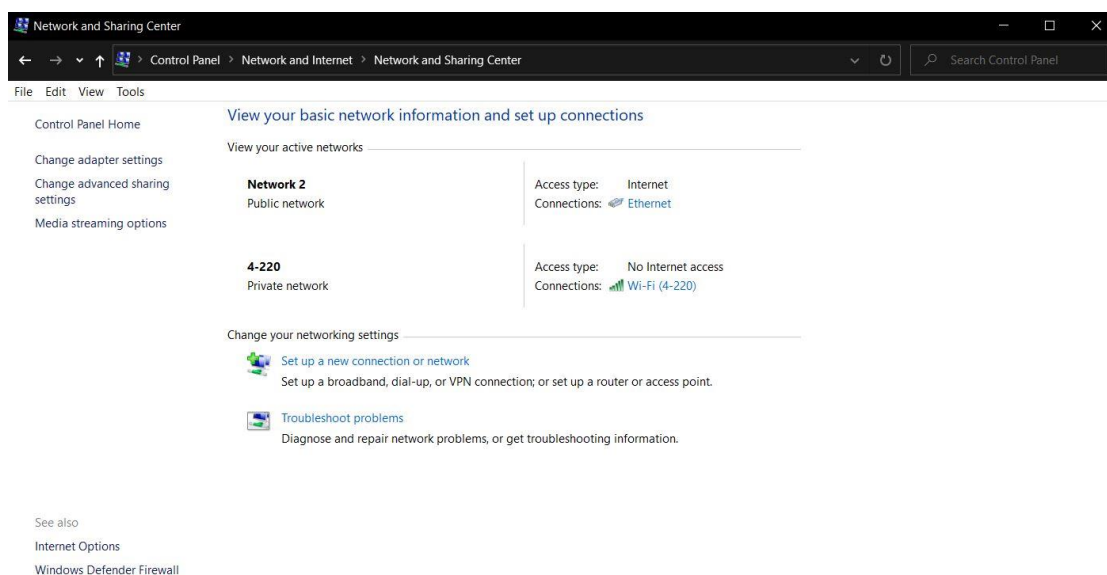 Network and Sharing Center
Control Panel > Network and Internet > Network and Sharing Center
Search Control Panel
File Edit View Tools
Control Panel Home
Change adapter settings
Change advanced sharing
settings
Media streaming options
View your basic network information and set up connections
View your active networks
Network 2
Public network
Access type: Internet
Connections: Ethernet
4-220
Private network
Access type: No Internet access
Connections: Wi-Fi (4-220)
Change your networking settings
Set up a new connection or network
Set up a broadband, dial-up, or VPN connection; or set up a router or access point.
Troubleshoot problems
Diagnose and repair network problems, or get troubleshooting information.
See also
Internet Options
Windows Defender Firewall